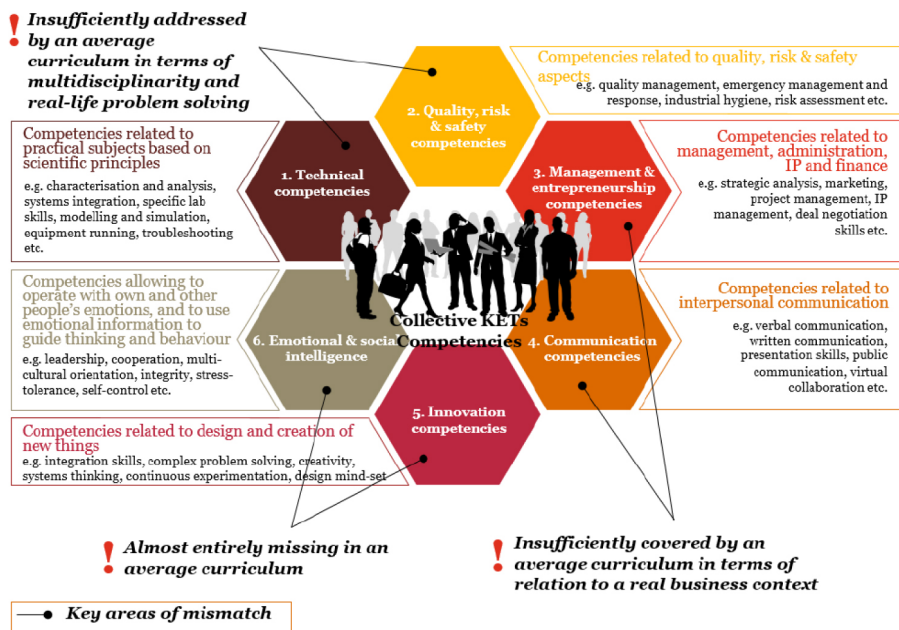 ! Insufficiently addressed
by an average
curriculum in terms of
multidisciplinarity and
real-life problem solving
Competencies related to quality, risk & safety
aspects
e.g. quality management, emergency management and
response, industrial hygiene, risk assessment etc.
2. Quality, risk
& safety
competencies
Competencies related to
practical subjects based on
scientific principles
e.g. characterisation and analysis,
systems integration, specific lab
skills, modelling and simulation,
equipment running, troubleshooting
etc.
1. Technical
competencies
3. Management &
entrepreneurship
competencies
Competencies related to
management, administration,
IP and finance
e.g. strategic analysis, marketing,
project management, IP
management, deal negotiation
skills etc.
Competencies allowing to
operate with own and other
people's emotions, and to use
emotional information to
guide thinking and behaviour
e.g. leadership, cooperation, multi-
cultural orientation, integrity, stress-
tolerance, self-control etc.
6. Emotional & social
intelligence
Collective KETs
Competencies
4. Communication
competencies
Competencies related to
interpersonal communication
e.g. verbal communication,
written communication,
presentation skills, public
communication, virtual
collaboration etc.
5. Innovation
competencies
Competencies related to design and creation of
new things
e.g. integration skills, complex problem solving, creativity,
systems thinking, continuous experimentation, design mind-set
! Almost entirely missing in an
average curriculum
! Insufficiently covered by an
average curriculum in terms of
relation to a real business context
Key areas of mismatch